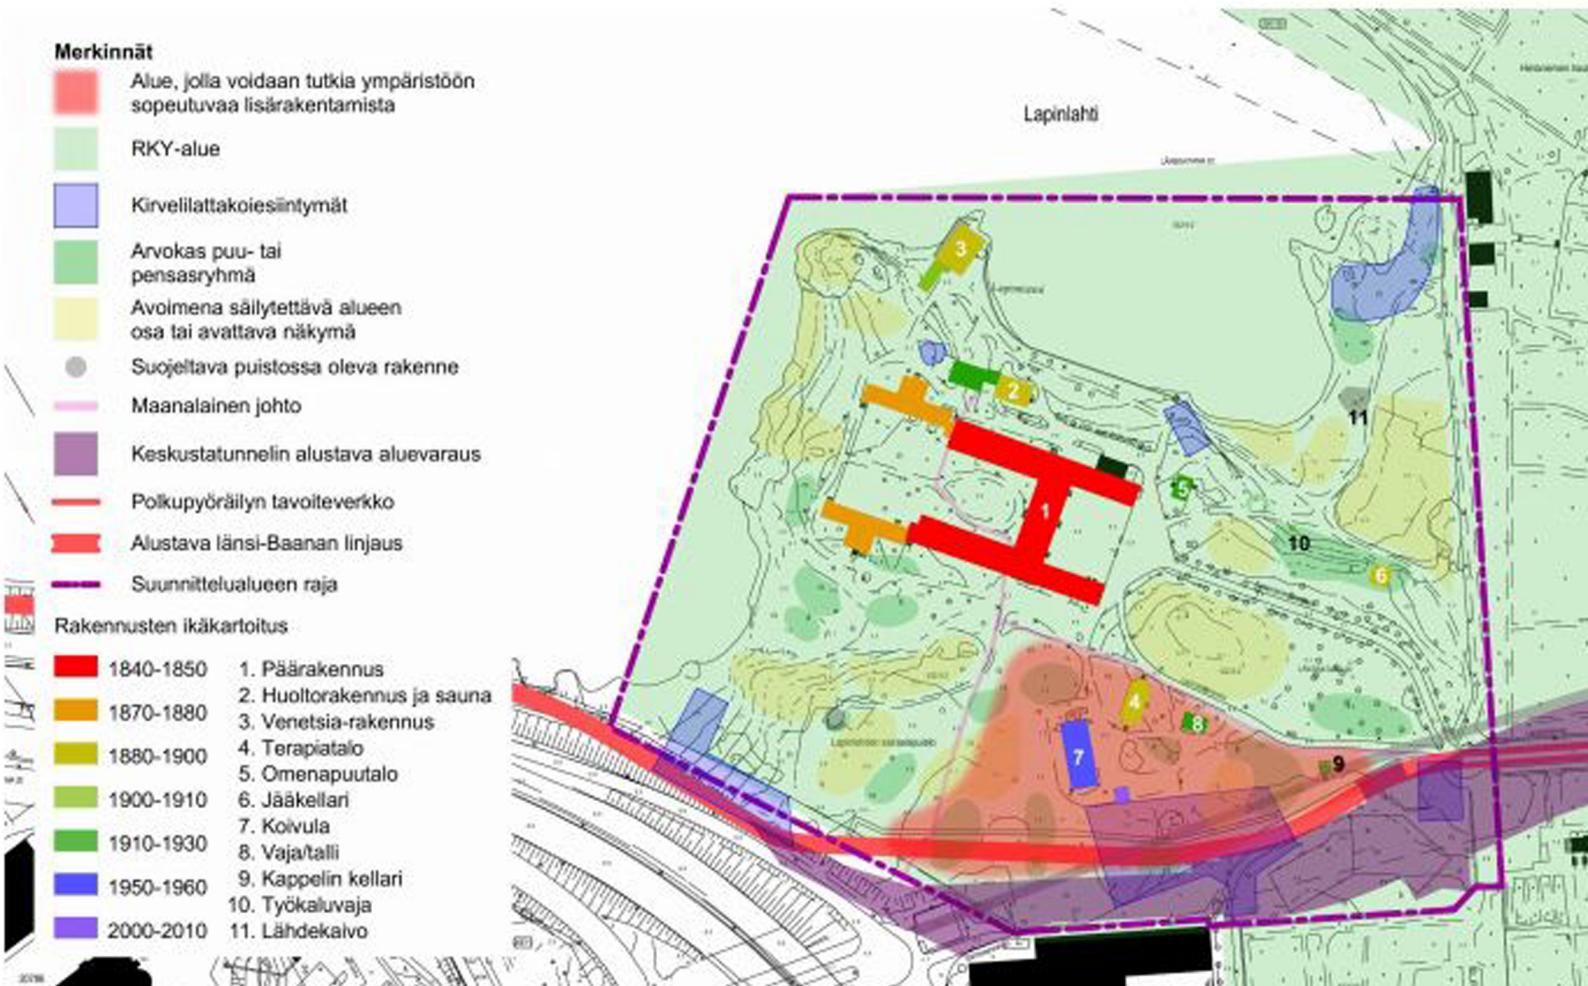 Merkinnät
Alue, jolla voidaan tutkia ympäristöön
sopeutuvaa lisärakentamista
RKY-alue
Kirvelilattakoiesiintymät
Arvokas puu- tai
pensasryhmä
Avoimena säilytettävä alueen
osa tai avattava näkymä
Suojeltava puistossa oleva rakenne
Maanalainen johto
Keskustatunnelin alustava aluevaraus
Polkupyöräilyn tavoiteverkko
Alustava länsi-Baanan linjaus
Suunnittelualueen raja
Rakennusten ikäkartoitus
1840-1850
1870-1880
1880-1900
1900-1910
1910-1930
1950-1960
2000-2010
1. Päärakennus
2. Huoltorakennus ja sauna
3. Venetsia-rakennus
4. Terapiatalo
5. Omenapuutalo
6. Jääkellari
7. Koivula
8. Vaja/talli
9. Kappelin kellari
10. Työkaluvaja
11. Lähdekaivo
Lapinlahti
3
2
11
5
1
10
6
4
8
7
9